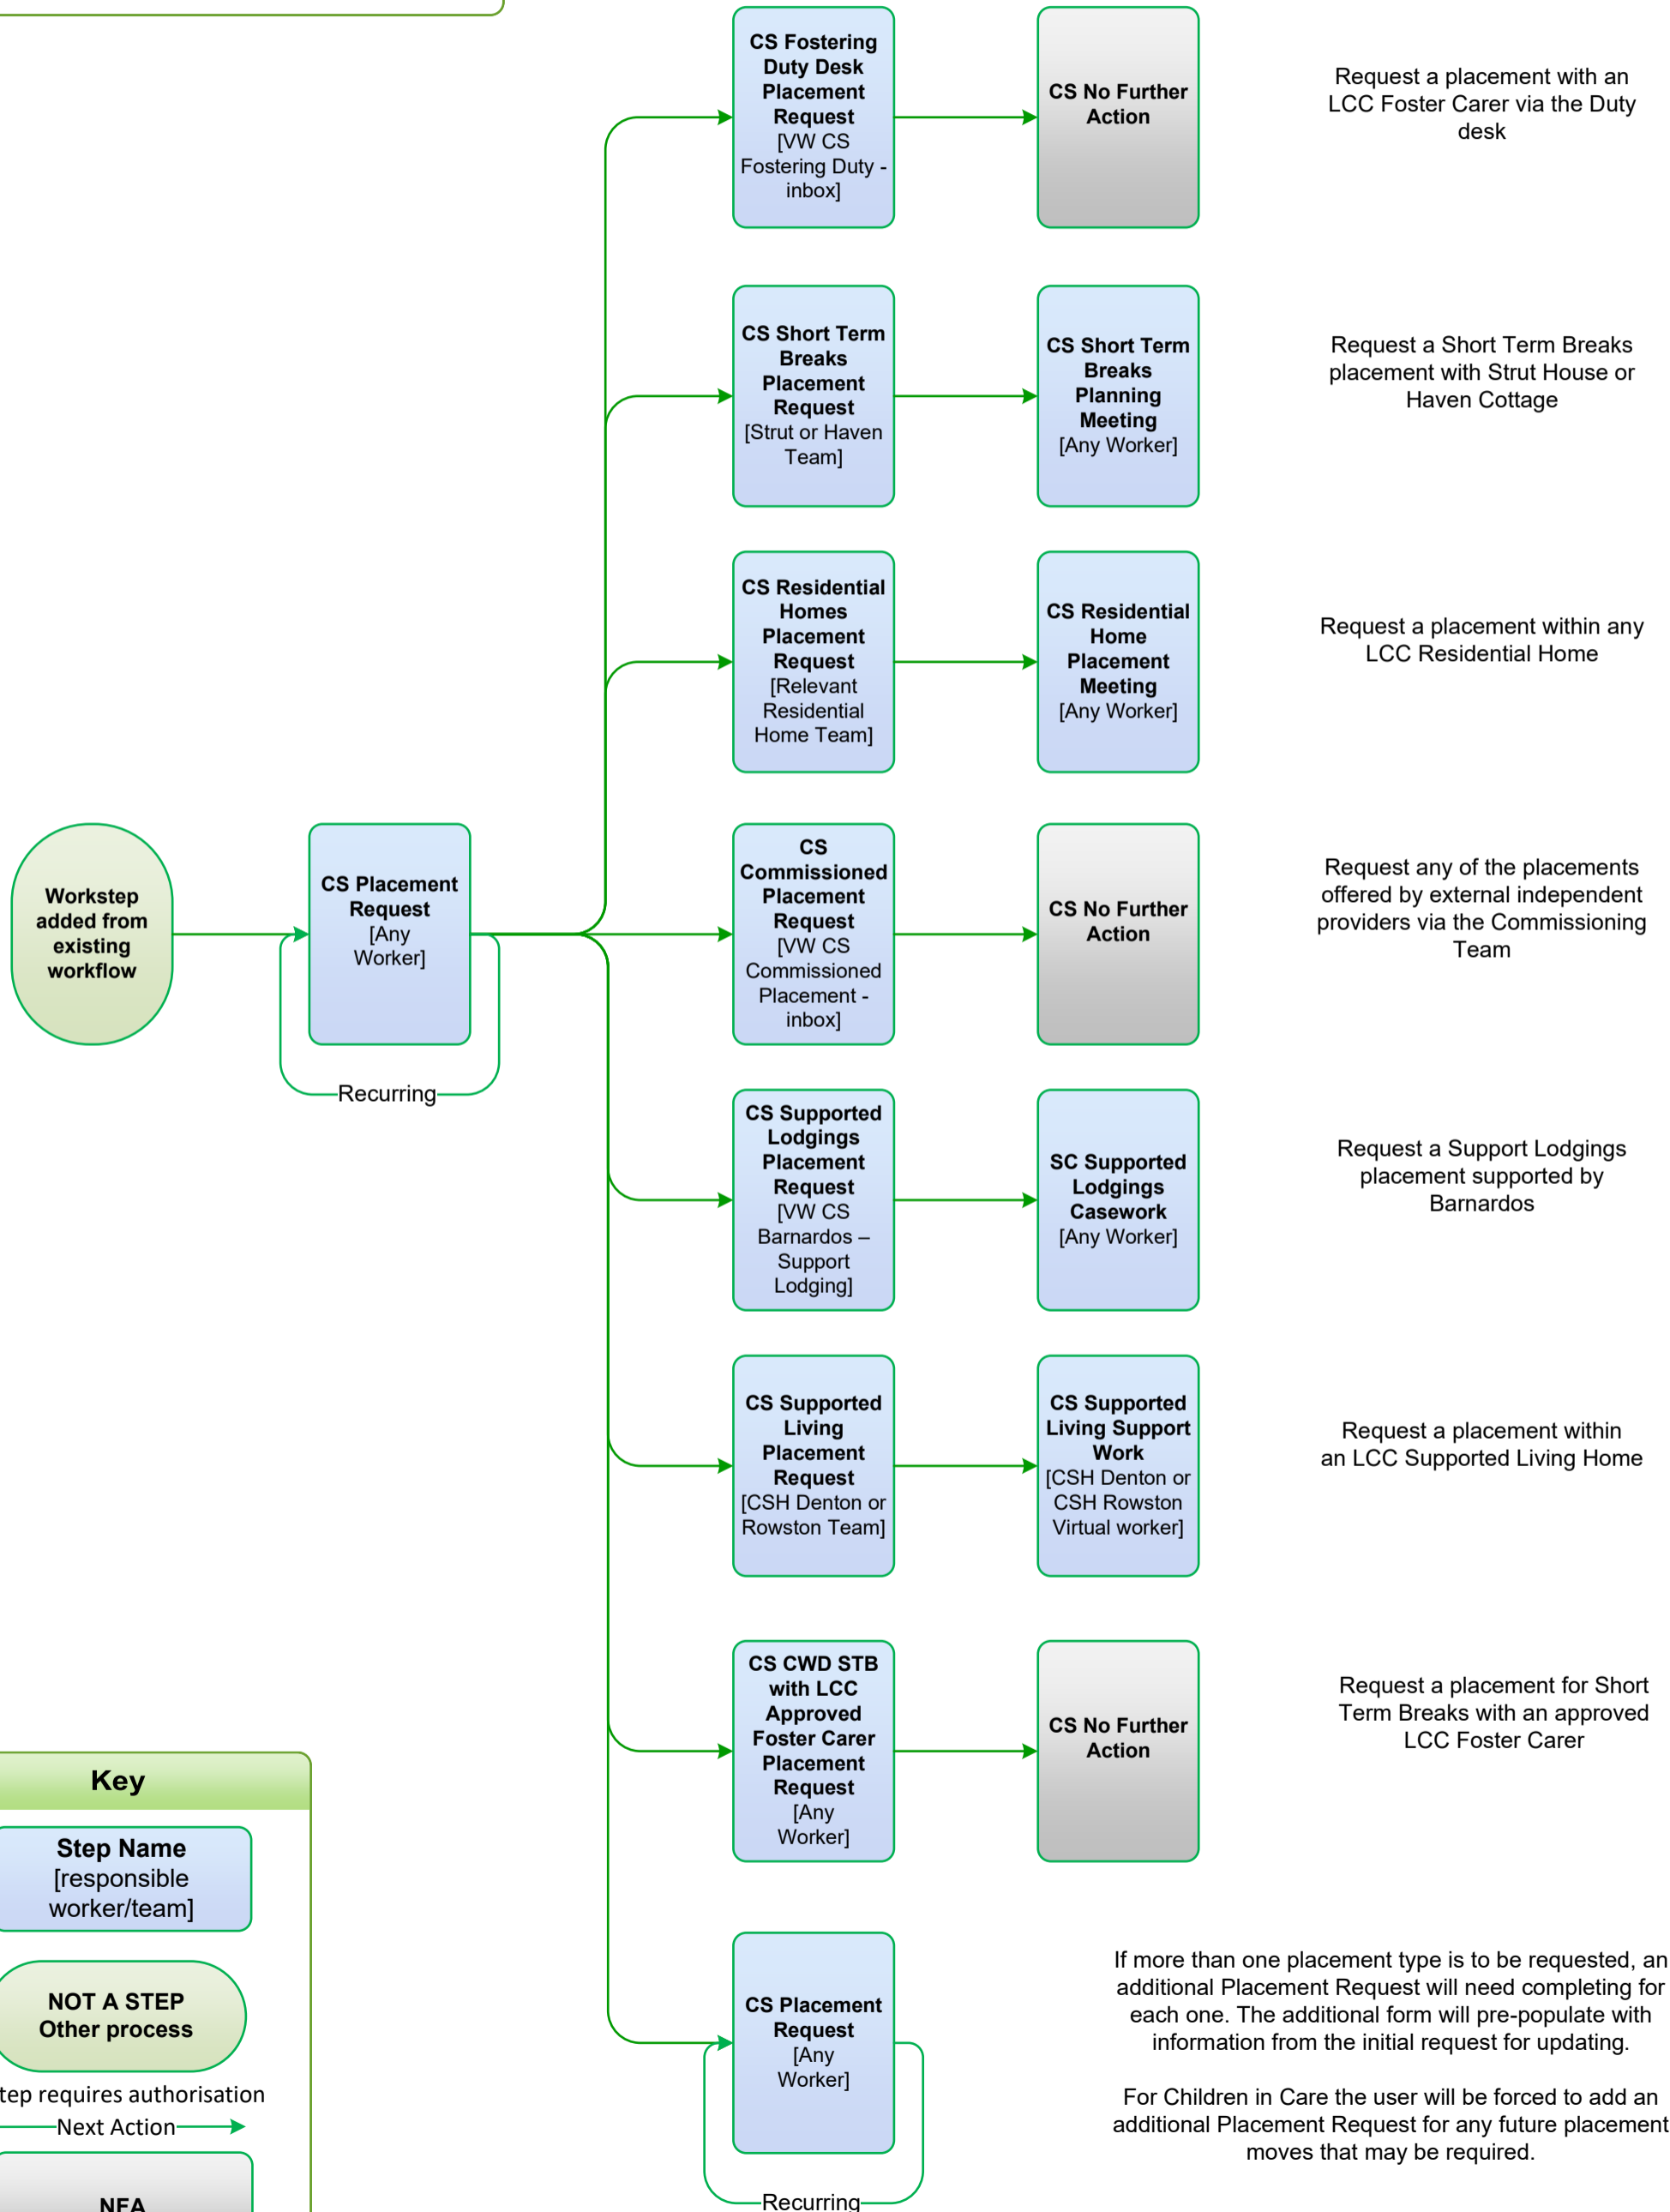 CS Fostering
Duty Desk
Placement
Request
[VW CS
Fostering Duty -
inbox]
CS No Further
Action
Request a placement with an
LCC Foster Carer via the Duty
desk
CS Short Term
Breaks
Placement
Request
[Strut or Haven
Team]
CS Short Term
Breaks
Planning
Meeting
[Any Worker]
Request a Short Term Breaks
placement with Strut House or
Haven Cottage
CS Residential
Homes
Placement
Request
[Relevant
Residential
Home Team]
CS Residential
Home
Placement
Meeting
[Any Worker]
Request a placement within any
LCC Residential Home
Workstep
added from
existing
workflow
CS Placement
Request
[Any
Worker]
Recurring
CS
Commissioned
Placement
Request
[VW CS
Commissioned
Placement -
inbox]
CS No Further
Action
Request any of the placements
offered by external independent
providers via the Commissioning
Team
CS Supported
Lodgings
Placement
Request
[VW CS
Barnardos –
Support
Lodging]
SC Supported
Lodgings
Casework
[Any Worker]
Request a Support Lodgings
placement supported by
Barnardos
CS Supported
Living
Placement
Request
[CSH Denton or
Rowston Team]
CS Supported
Living Support
Work
[CSH Denton or
CSH Rowston
Virtual worker]
Request a placement within
an LCC Supported Living Home
CS CWD STB
with LCC
Approved
Foster Carer
Placement
Request
[Any
Worker]
CS No Further
Action
Request a placement for Short
Term Breaks with an approved
LCC Foster Carer
CS Placement
Request
[Any
Worker]
Recurring
If more than one placement type is to be requested, an
additional Placement Request will need completing for
each one. The additional form will pre-populate with
information from the initial request for updating.
For Children in Care the user will be forced to add an
additional Placement Request for any future placement
moves that may be required.
Key
Step Name
[responsible
worker/team]
NOT A STEP
Other process
tep requires authorisation
Next Action
NFA